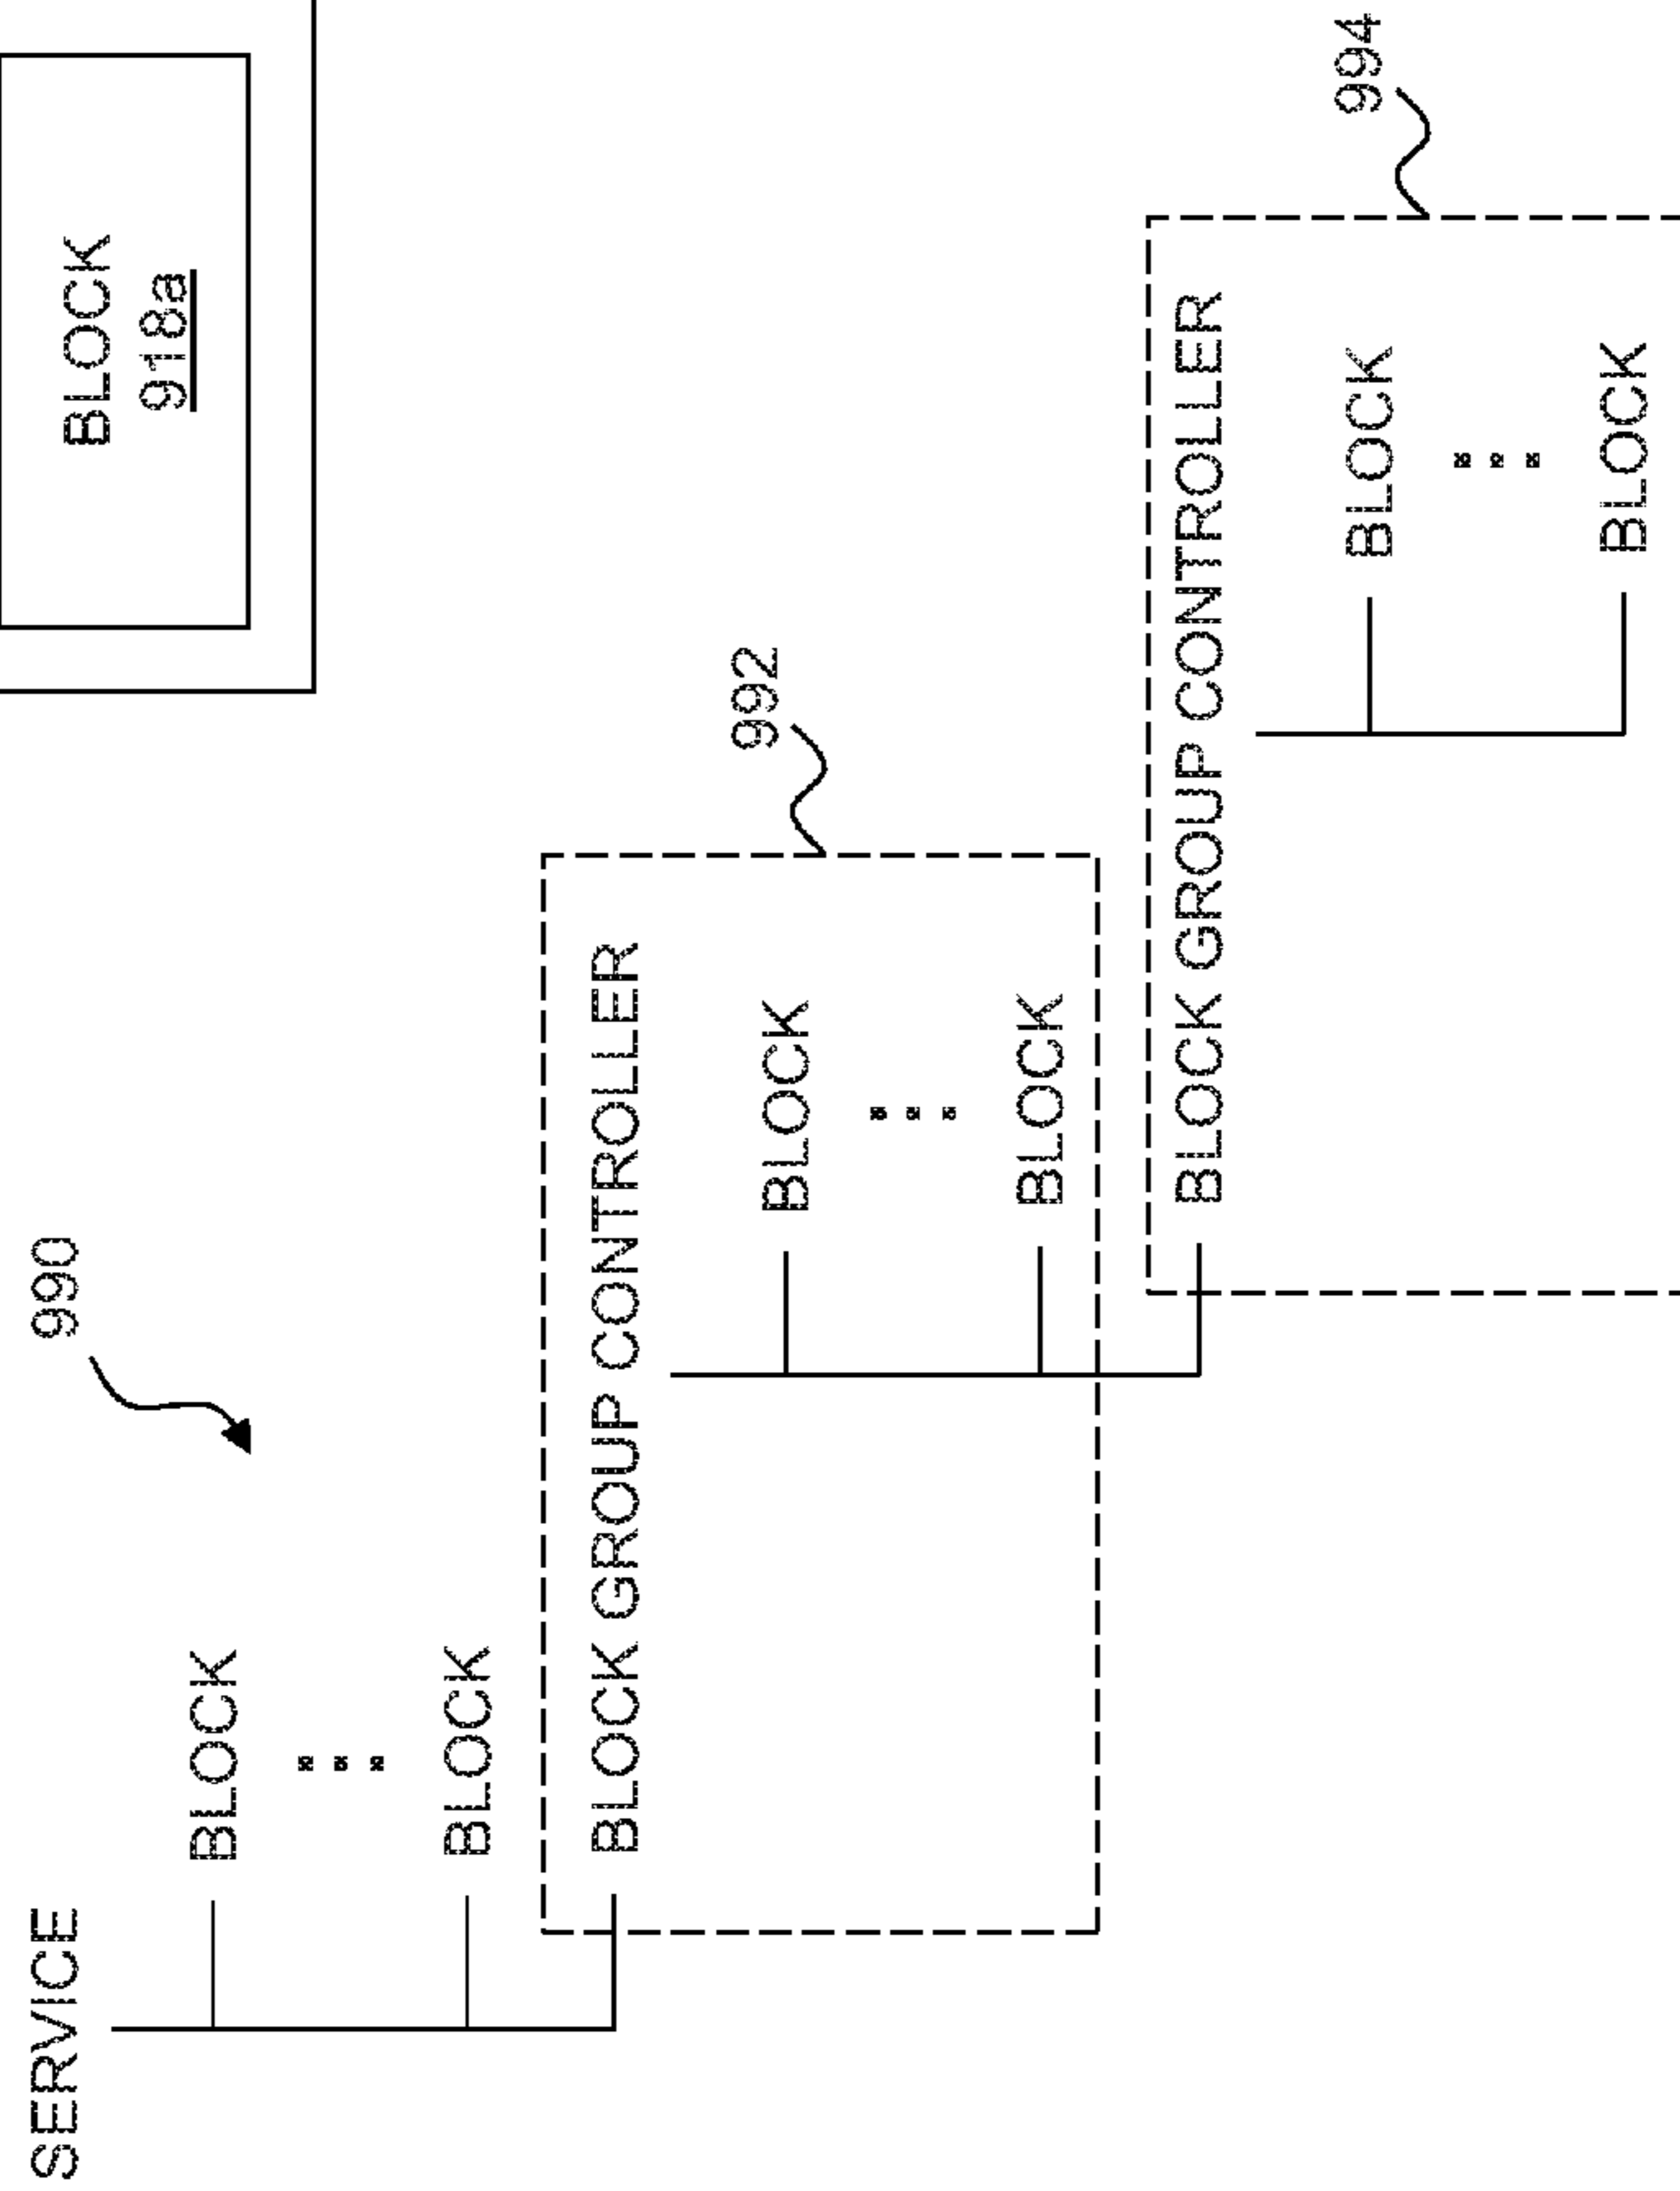 BLOCK
918a
SERVICE
990
BLOCK
BLOCK
BLOCK GROUP CONTROLLER
992
BLOCK
BLOCK
BLOCK GROUP CONTROLLER
994
BLOCK
BLOCK